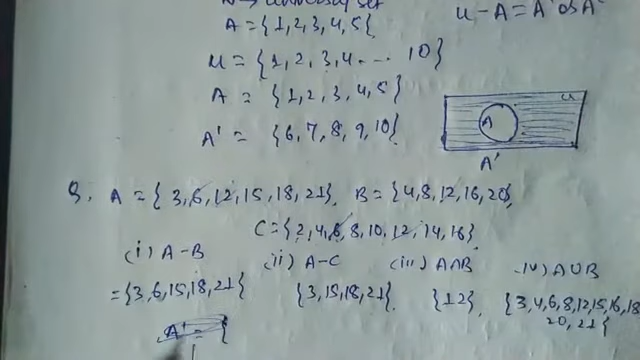 U → universal set
U - A = A' or Aᶜ
A = {1,2,3,4,5{
U = {1,2,3,4... 10}
A = {1,2,3,4,5}
A' = {6,7,8,9,10}
U
A
A'
Q. A = { 3,6,12,15,18,21}, B = {4,8,12,16,20},
C = {2,4,6,8,10,12,14,16}
(i) A-B (ii) A-C (iii) A∩B (iv) A∪B
= {3,6,15,18,21} {3,15,18,21}. {12}, {3,4,6,8,12,15,16,18
20,21{
A' = {